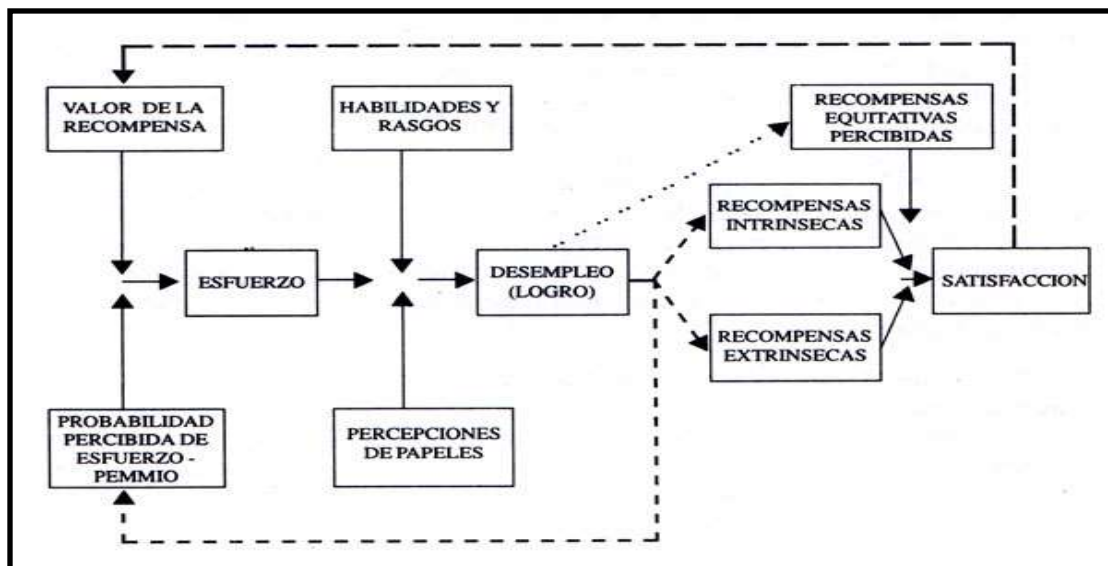 VALOR DE LA
RECOMPENSA
HABILIDADES Y
RASGOS
RECOMPENSAS
EQUITATIVAS
PERCIBIDAS
RECOMPENSAS
INTRINSECAS
ESFUERZO
DESEMPLEO
(LOGRO)
SATISFACCION
RECOMPENSAS
EXTRINSECAS
PROBABILIDAD
PERCIBIDA DE
ESFUERZO -
PEMMIO
PERCEPCIONES
DE PAPELES